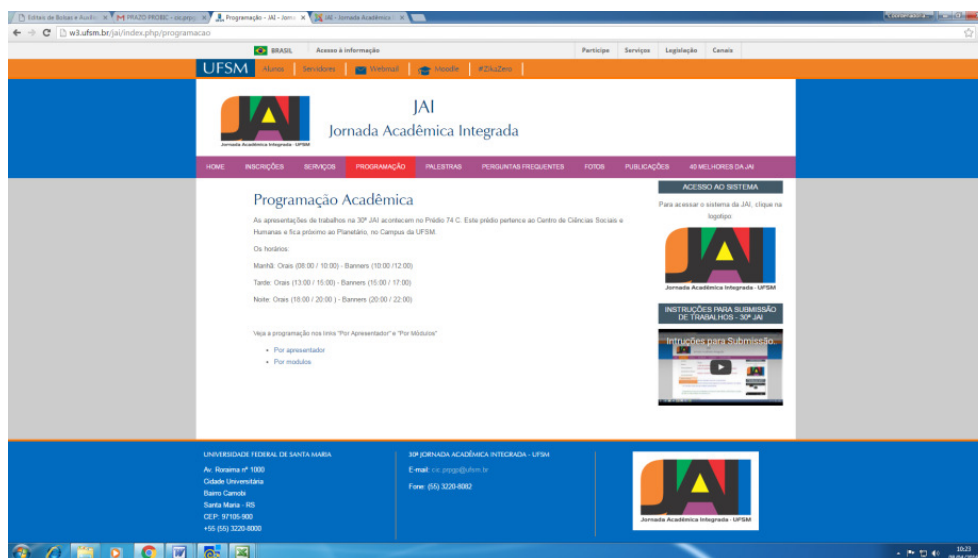 Editais de Bolsas e Auxíli
PRAZO PROBIC - cic.prpg
Programação - JAI - Jorn
JAI - Jornada Acadêmica
w3.ufsm.br/jai/index.php/programacao
BRASIL
Acesso à informação
Participe
Serviços
Legislação
Canais
UFSM
Alunos
Servidores
Webmail
Moodle
#ZikaZero
JAI
Jornada Acadêmica Integrada
Jornada Acadêmica Integrada - UFSM
HOME
INSCRIÇÕES
SERVIÇOS
PROGRAMAÇÃO
PALESTRAS
PERGUNTAS FREQUENTES
FOTOS
PUBLICAÇÕES
40 MELHORES DA JAI
Programação Acadêmica
As apresentações de trabalhos na 30ª JAI acontecem no Prédio 74 C. Este prédio pertence ao Centro de Ciências Sociais e
Humanas e fica próximo ao Planetário, no Campus da UFSM.
Os horários:
Manhã: Orais (08:00 / 10:00) - Banners (10:00 /12:00)
Tarde: Orais (13:00 / 15:00) - Banners (15:00 / 17:00)
Noite: Orais (18:00 / 20:00 ) - Banners (20:00 / 22:00)
Veja a programação nos links "Por Apresentador" e "Por Módulos"
Por apresentador
Por modulos
ACESSO AO SISTEMA
Para acessar o sistema da JAI, clique na
logotipo.
JAI
Jornada Acadêmica Integrada - UFSM
INSTRUÇÕES PARA SUBMISSÃO
DE TRABALHOS - 30ª JAI
Intruções para Submissão.
UNIVERSIDADE FEDERAL DE SANTA MARIA
Av. Roraima nº 1000
Cidade Universitária
Bairro Camobi
Santa Maria - RS
CEP: 97105-900
+55 (55) 3220-8000
30ª JORNADA ACADÊMICA INTEGRADA - UFSM
E-mail: cic.prpgp@ufsm.br
Fone: (55) 3220-8082
JAI
Jornada Acadêmica Integrada - UFSM
10:23